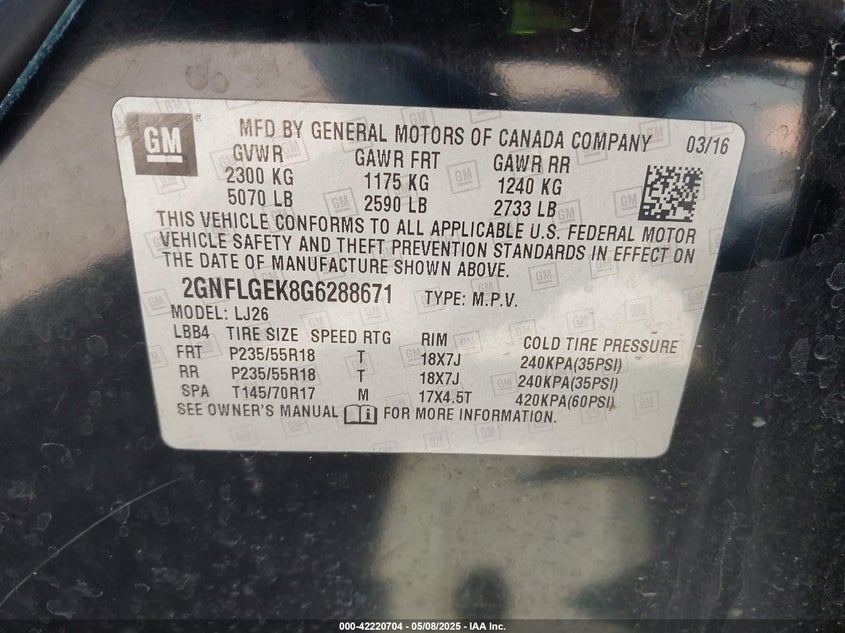 GM MFD BY GENERAL MOTORS OF CANADA COMPANY 03/16
GVWR GAWR FRT GAWR RR
2300 KG 1175 KG 1240 KG
5070 LB 2590 LB 2733 LB
THIS VEHICLE CONFORMS TO ALL APPLICABLE U.S. FEDERAL MOTOR
VEHICLE SAFETY AND THEFT PREVENTION STANDARDS IN EFFECT ON
THE DATE OF MANUFACTURE SHOWN ABOVE.
2GNFLGEK8G6288671 TYPE: M.P.V.
MODEL: LJ26
LBB4 TIRE SIZE SPEED RTG RIM COLD TIRE PRESSURE
FRT P235/55R18 T 18X7J 240KPA(35PSI)
RR P235/55R18 T 18X7J 240KPA(35PSI)
SPA T145/70R17 M 17X4.5T 420KPA(60PSI)
SEE OWNER'S MANUAL FOR MORE INFORMATION.
000-42220704 - 05/08/2025 - IAA Inc.